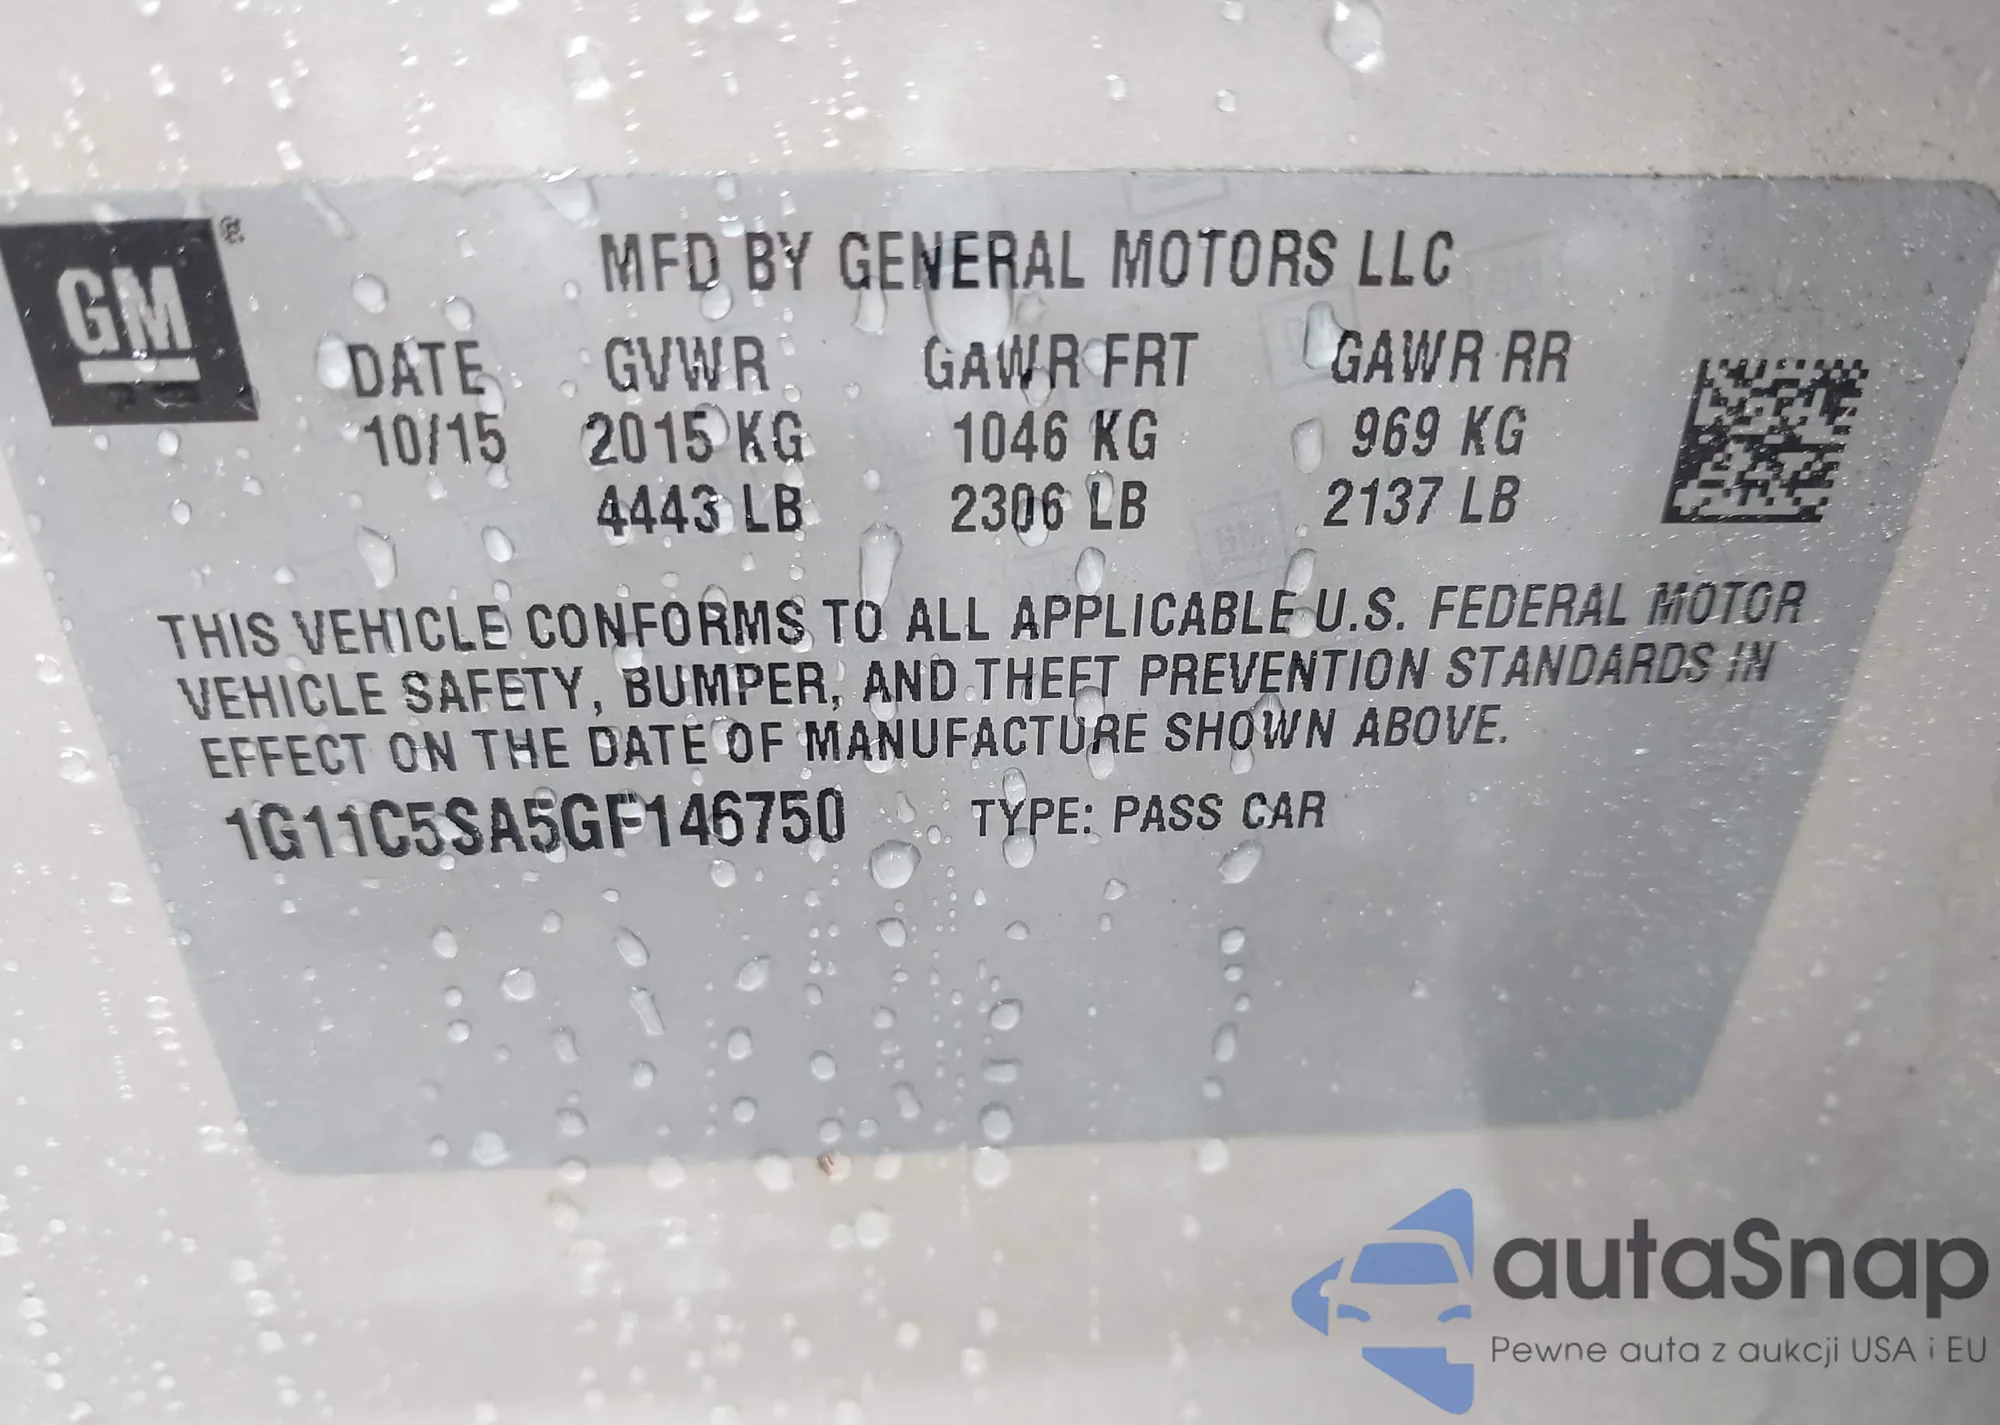 GM®
MFD BY GENERAL MOTORS LLC
DATE GVWR GAWR FRT GAWR RR
10/15 2015 KG 1046 KG 969 KG
4443 LB 2306 LB 2137 LB
THIS VEHICLE CONFORMS TO ALL APPLICABLE U.S. FEDERAL MOTOR
VEHICLE SAFETY, BUMPER, AND THEFT PREVENTION STANDARDS IN
EFFECT ON THE DATE OF MANUFACTURE SHOWN ABOVE.
1G11C5SA5GF146750 TYPE: PASS CAR
autaSnap
Pewne auta z aukcji USA i EU